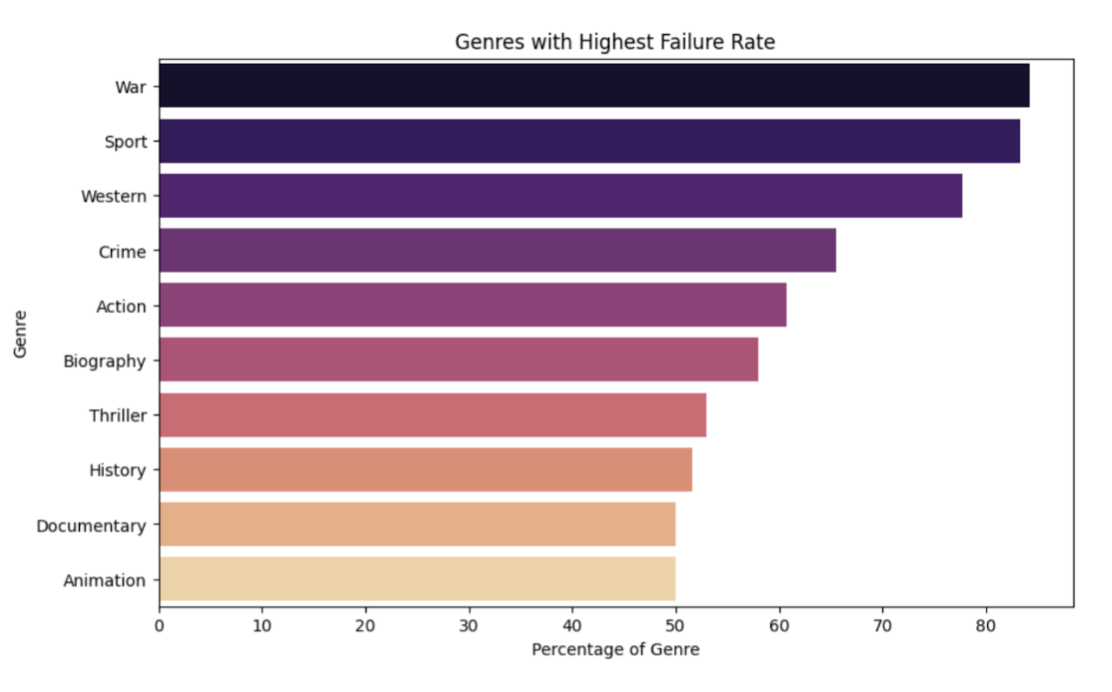 Genres with Highest Failure Rate
War
Sport
Western
Crime
Action
Biography
Thriller
History
Documentary
Animation
Genre
0 10 20 30 40 50 60 70 80
Percentage of Genre